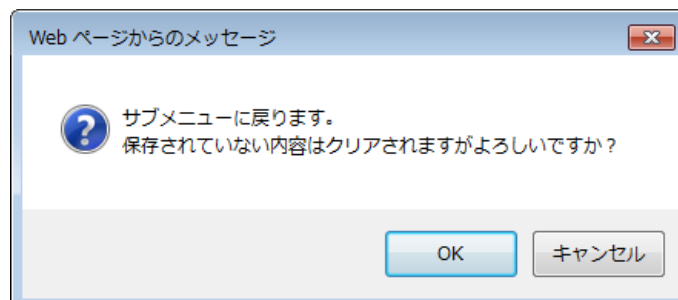 Web ページからのメッセージ
サブメニューに戻ります。
保存されていない内容はクリアされますがよろしいですか？
OK
キャンセル